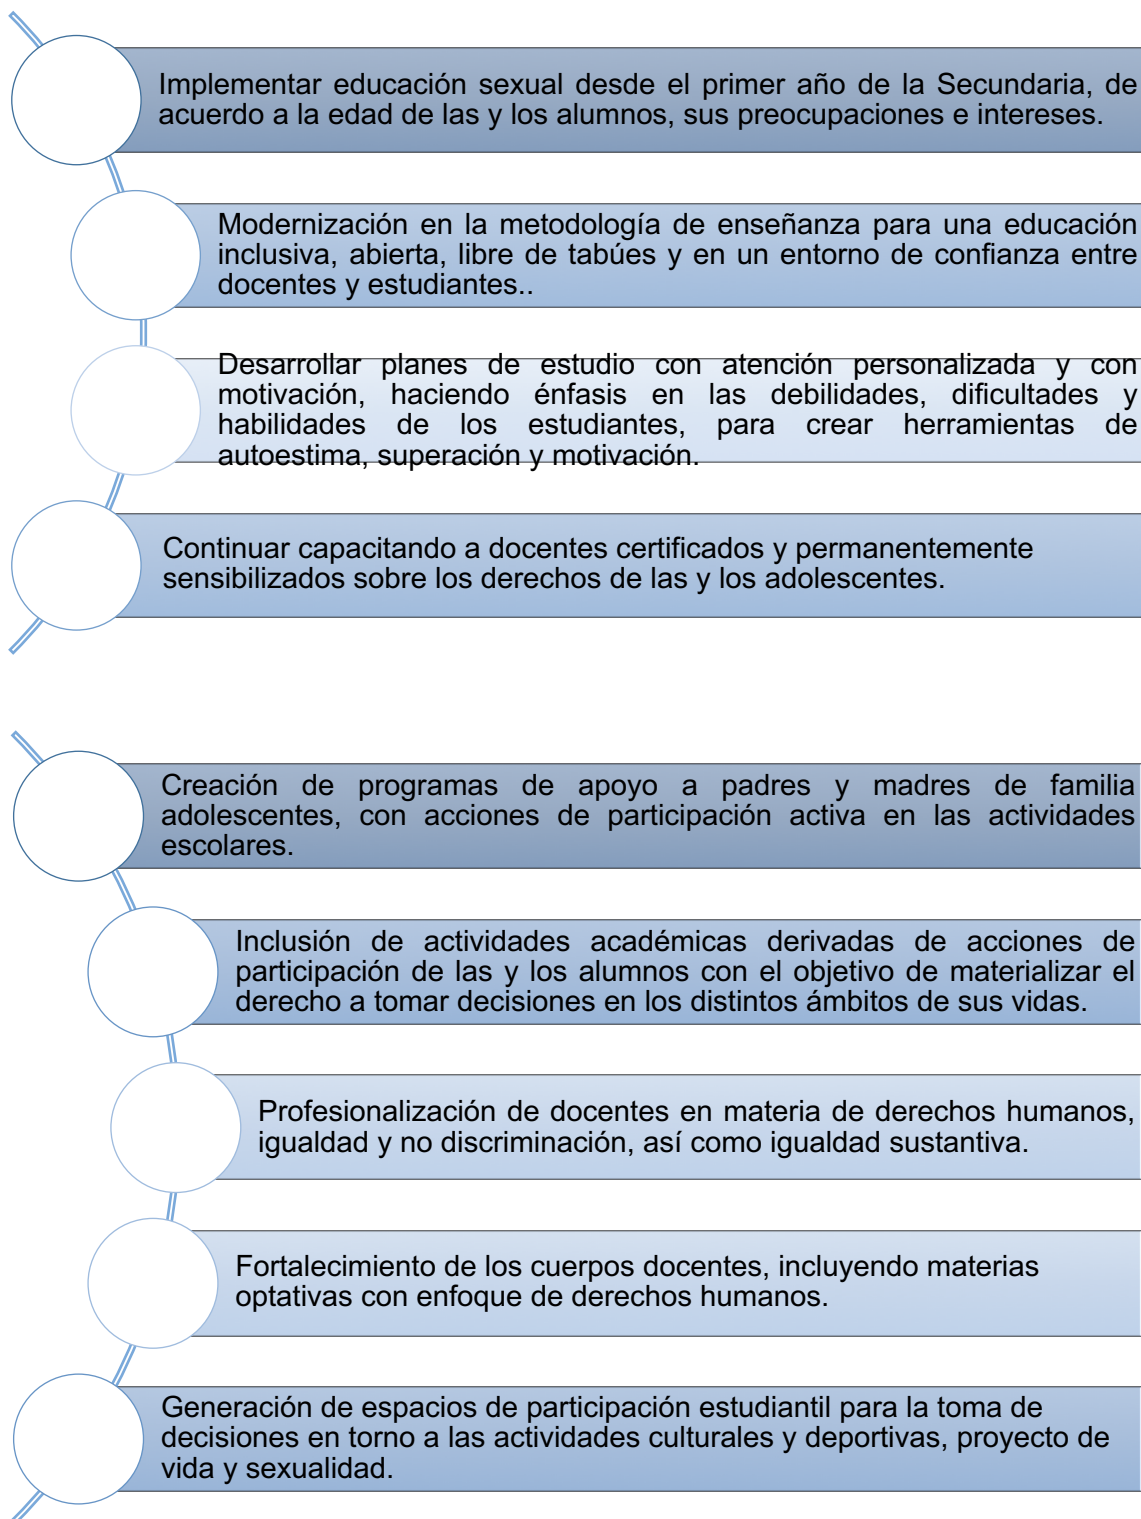 Implementar educación sexual desde el primer año de la Secundaria, de
acuerdo a la edad de las y los alumnos, sus preocupaciones e intereses.
Modernización en la metodología de enseñanza para una educación
inclusiva, abierta, libre de tabúes y en un entorno de confianza entre
docentes y estudiantes..
Desarrollar planes de estudio con atención personalizada y con
motivación, haciendo énfasis en las debilidades, dificultades y
habilidades de los estudiantes, para crear herramientas de
autoestima, superación y motivación.
Continuar capacitando a docentes certificados y permanentemente
sensibilizados sobre los derechos de las y los adolescentes.
Creación de programas de apoyo a padres y madres de familia
adolescentes, con acciones de participación activa en las actividades
escolares.
Inclusión de actividades académicas derivadas de acciones de
participación de las y los alumnos con el objetivo de materializar el
derecho a tomar decisiones en los distintos ámbitos de sus vidas.
Profesionalización de docentes en materia de derechos humanos,
igualdad y no discriminación, así como igualdad sustantiva.
Fortalecimiento de los cuerpos docentes, incluyendo materias
optativas con enfoque de derechos humanos.
Generación de espacios de participación estudiantil para la toma de
decisiones en torno a las actividades culturales y deportivas, proyecto de
vida y sexualidad.